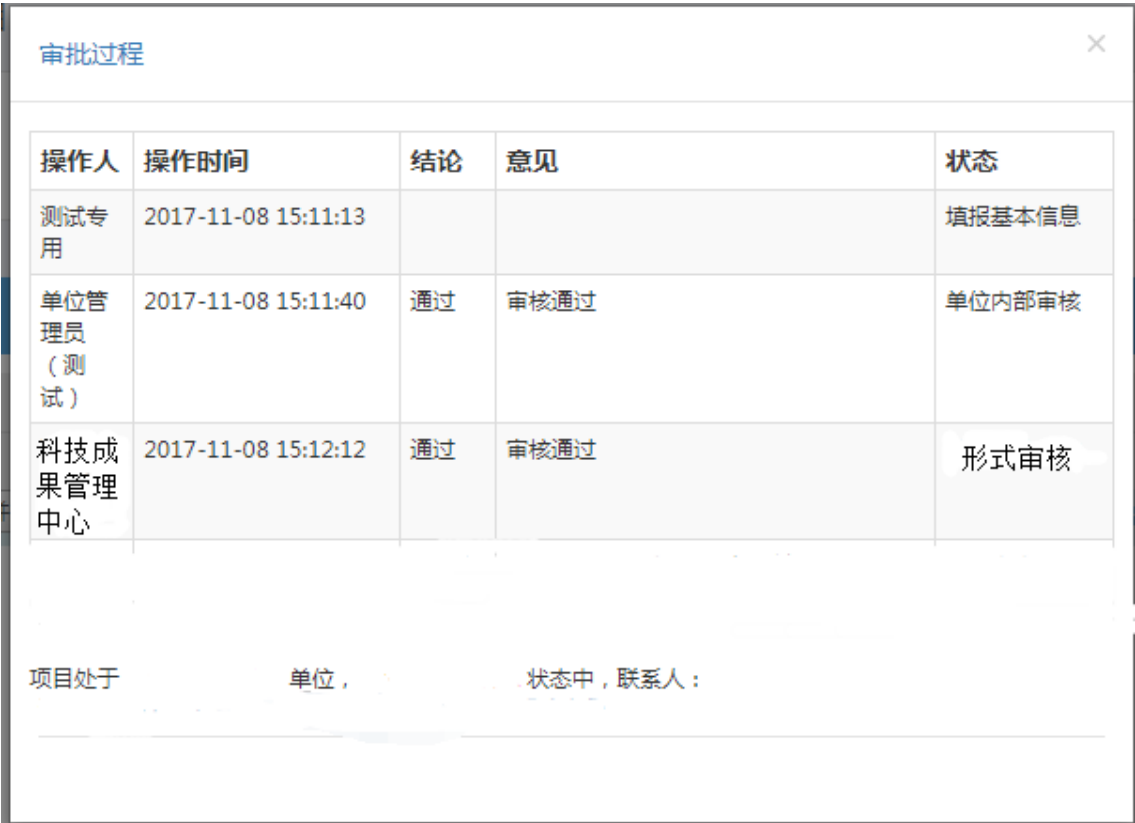 审批过程
×
操作人 操作时间 结论 意见 状态
测试专 2017-11-08 15:11:13 填报基本信息
用
单位管 2017-11-08 15:11:40 通过 审核通过 单位内部审核
理员
（测
试）
科技成 2017-11-08 15:12:12 通过 审核通过 形式审核
果管理
中心
项目处于 单位， 状态中，联系人：